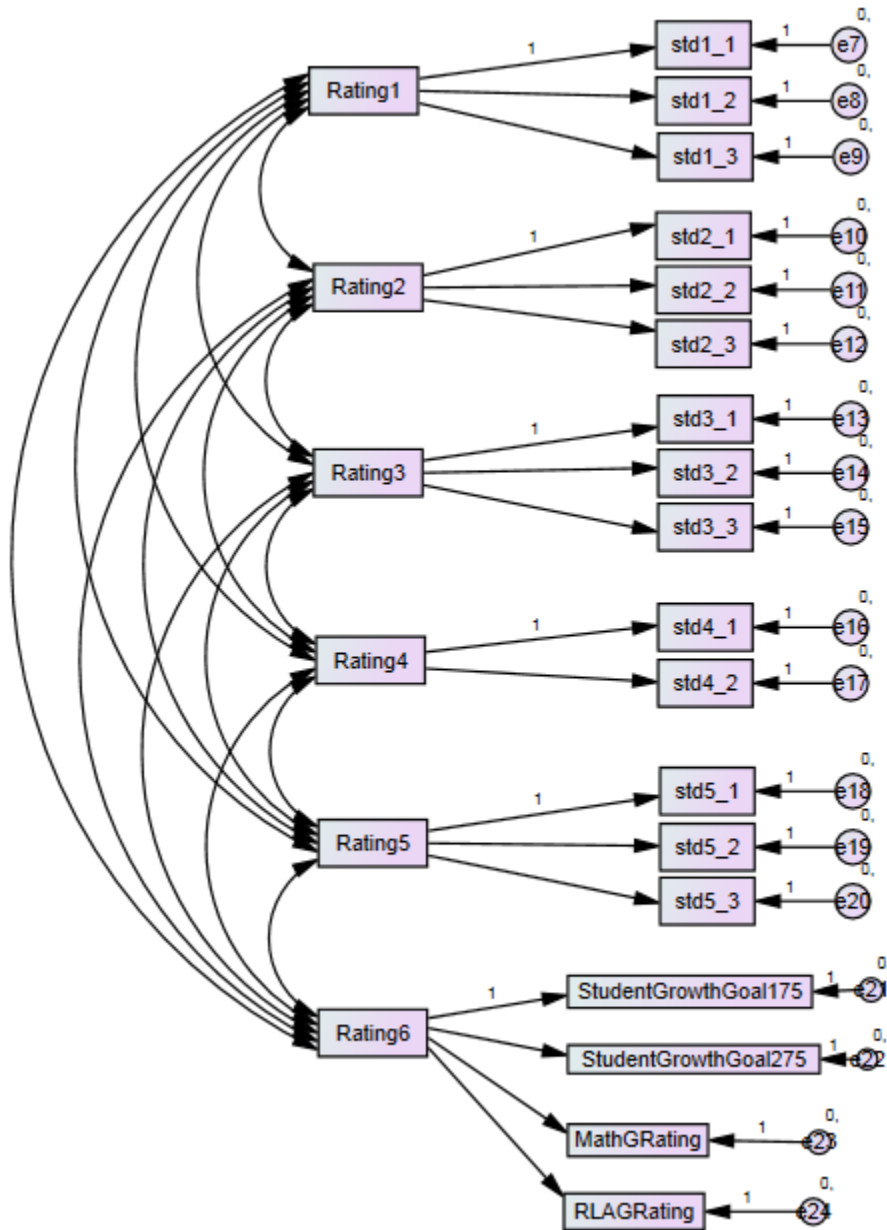 0,
1
std1_1
e7
Rating1
0,
1
std1_2
e8
0,
1
std1_3
e9
0,
1
1
std2_1
e10
Rating2
0,
1
std2_2
e11
0,
1
std2_3
e12
0,
1
1
std3_1
e13
Rating3
0,
1
std3_2
e14
0,
1
std3_3
e15
0,
1
1
std4_1
e16
Rating4
0,
1
std4_2
e17
0,
1
1
std5_1
e18
Rating5
0,
1
std5_2
e19
0,
1
std5_3
e20
0
1
1
StudentGrowthGoal175
e21
Rating6
0,
1
StudentGrowthGoal275
e22
0,
1
MathGRating
e23
0,
1
RLAGRating
e24
1